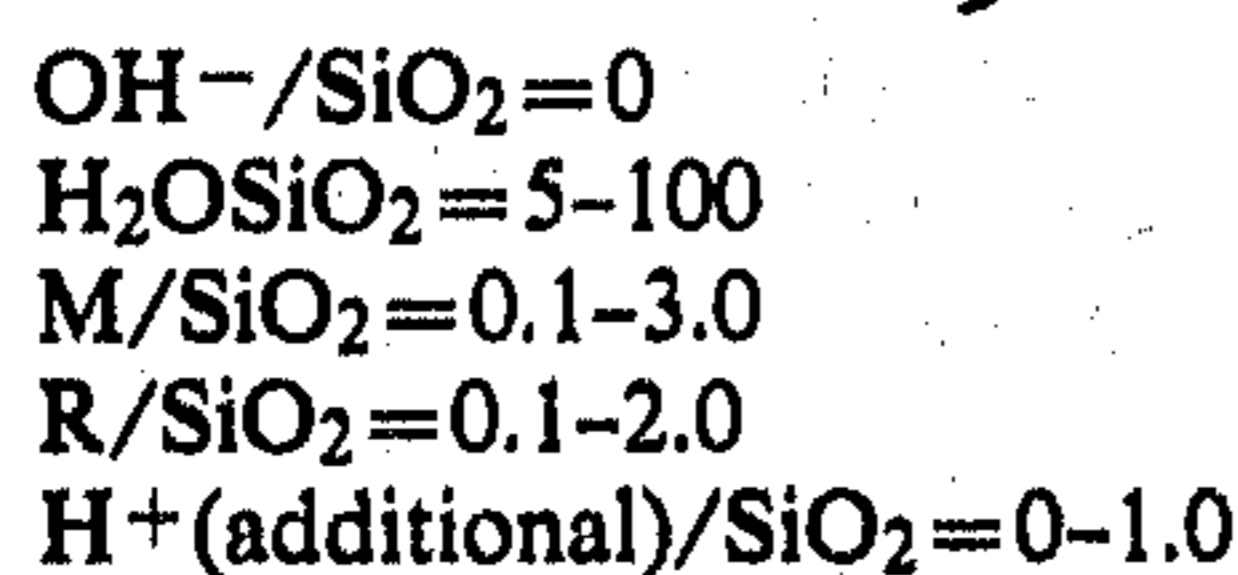 OH⁻/SiO₂=0
H₂OSiO₂=5–100
M/SiO₂=0.1–3.0
R/SiO₂=0.1–2.0
H⁺(additional)/SiO₂=0–1.0